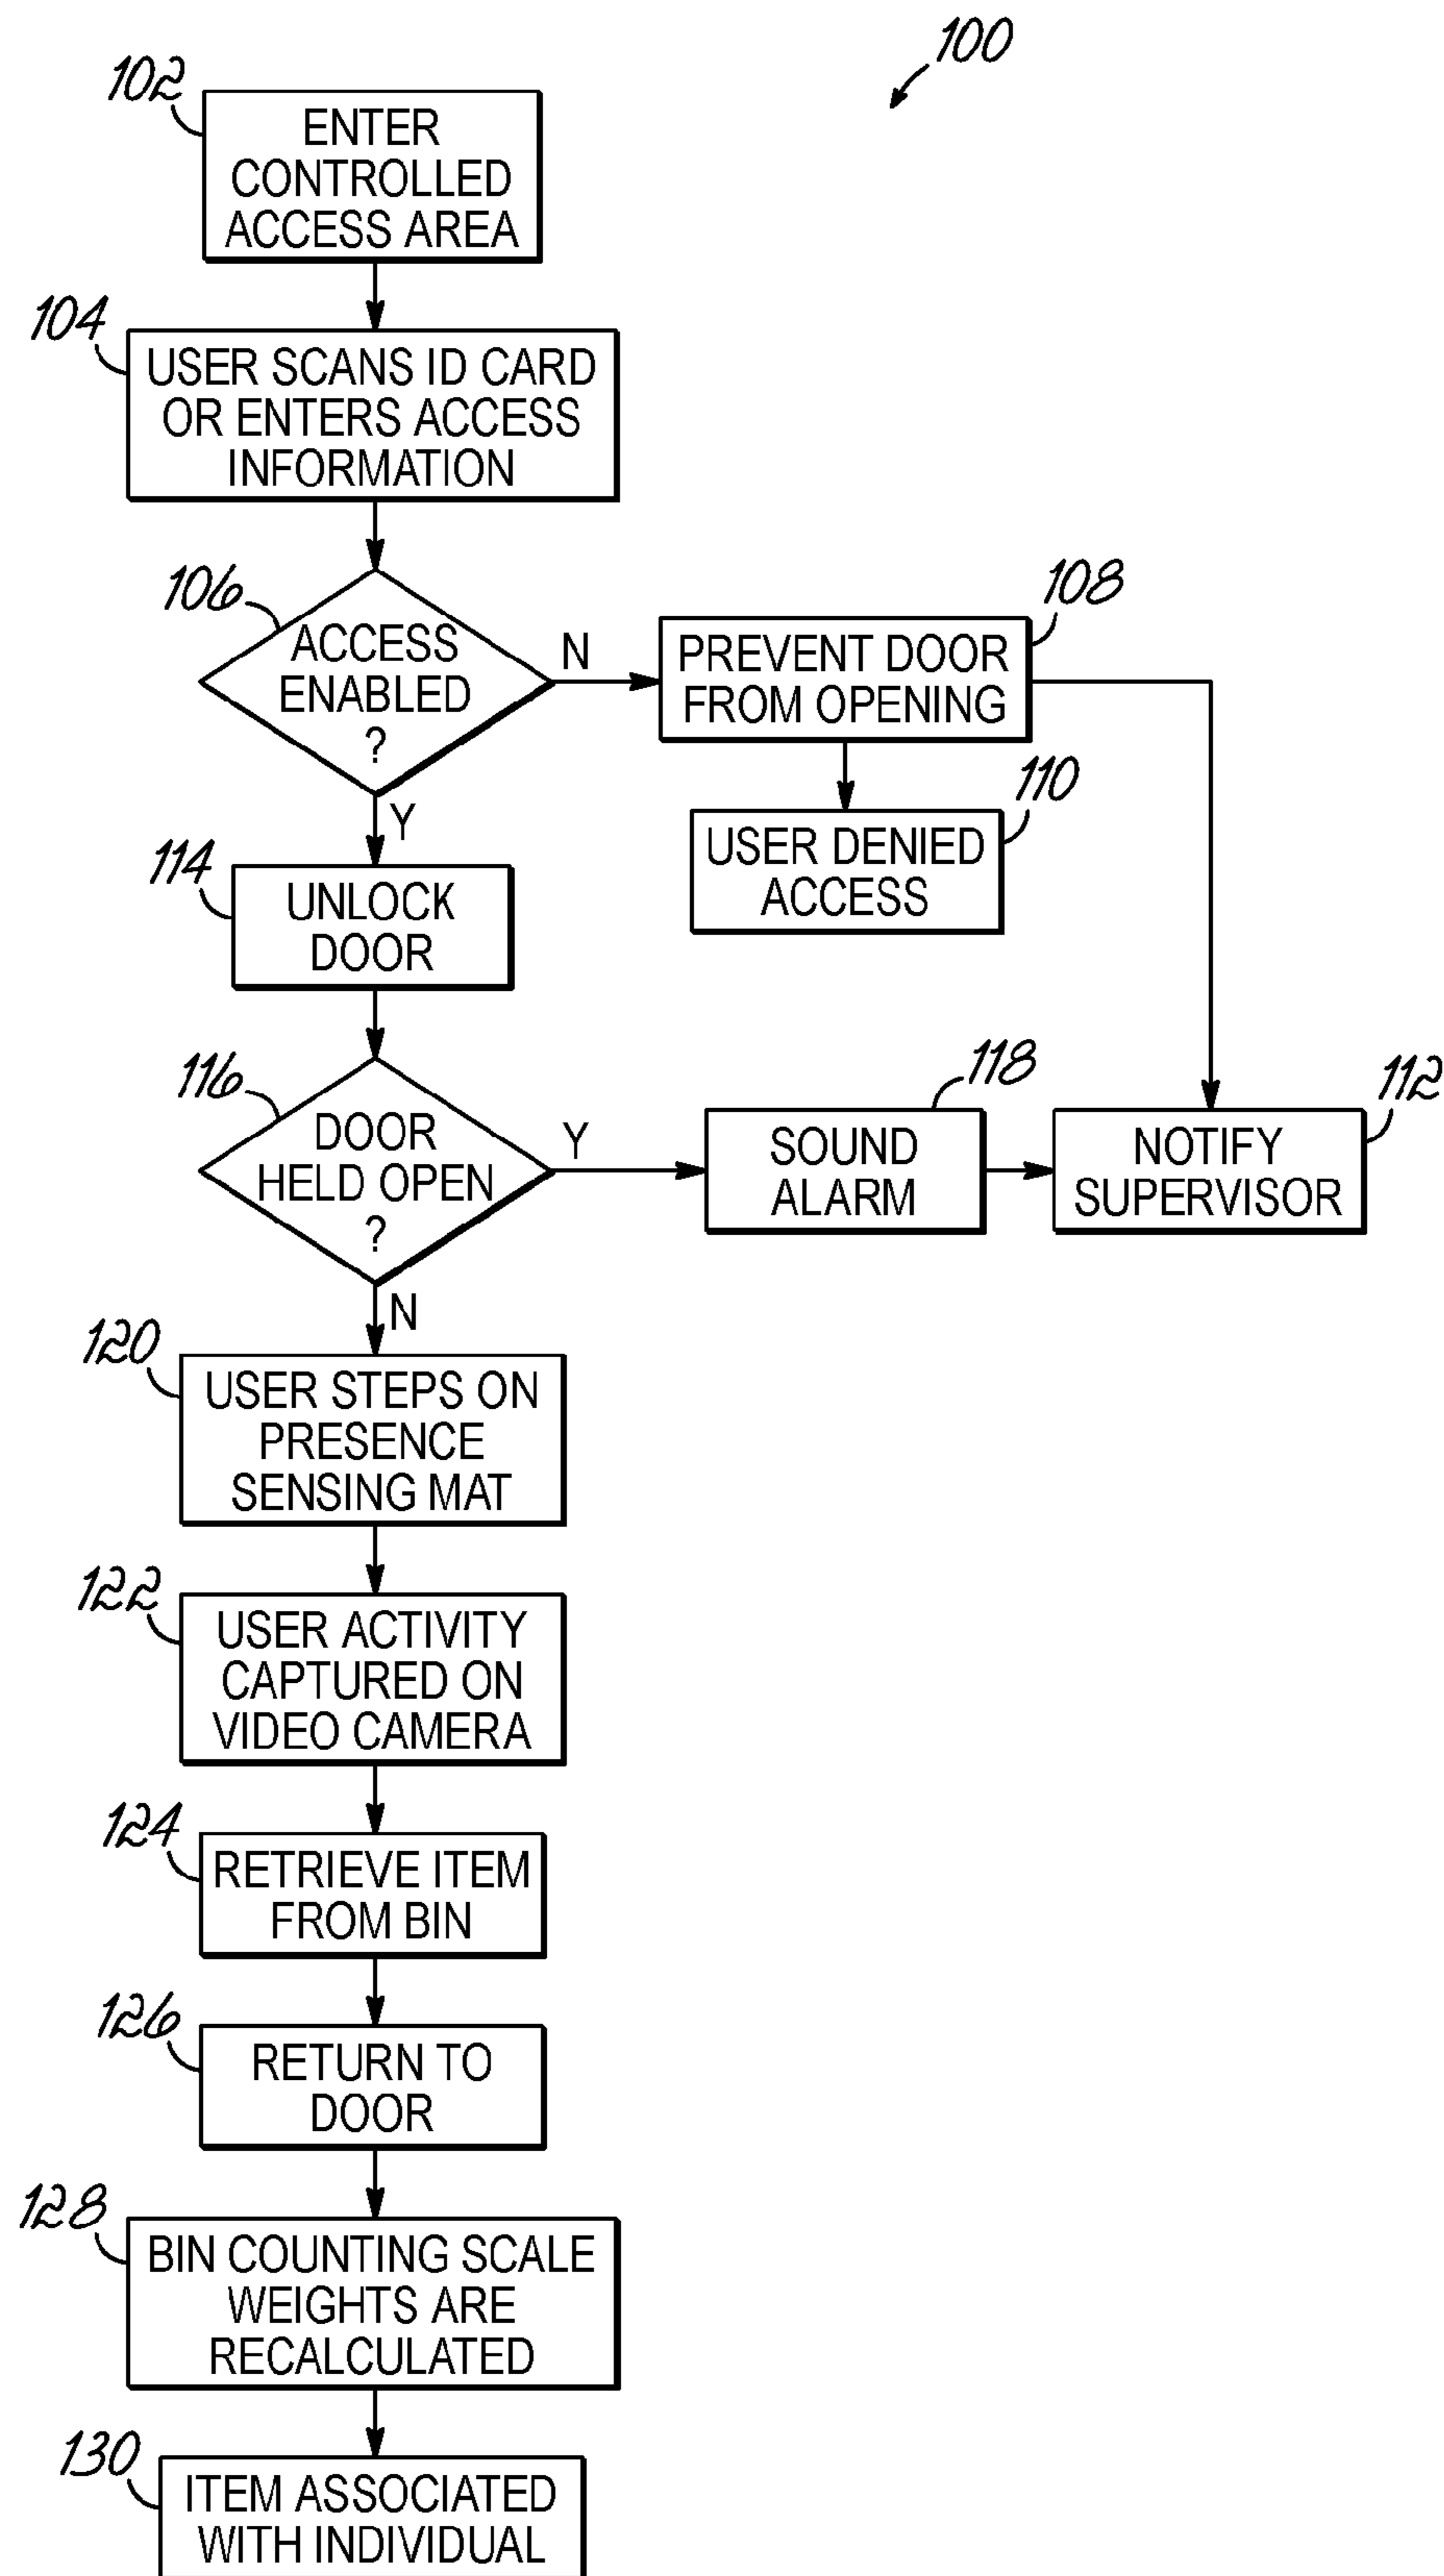 100
102
ENTER
CONTROLLED
ACCESS AREA
104
USER SCANS ID CARD
OR ENTERS ACCESS
INFORMATION
106
ACCESS
ENABLED
?
N
108
PREVENT DOOR
FROM OPENING
110
USER DENIED
ACCESS
Y
114
UNLOCK
DOOR
116
DOOR
HELD OPEN
?
Y
118
SOUND
ALARM
112
NOTIFY
SUPERVISOR
N
120
USER STEPS ON
PRESENCE
SENSING MAT
122
USER ACTIVITY
CAPTURED ON
VIDEO CAMERA
124
RETRIEVE ITEM
FROM BIN
126
RETURN TO
DOOR
128
BIN COUNTING SCALE
WEIGHTS ARE
RECALCULATED
130
ITEM ASSOCIATED
WITH INDIVIDUAL